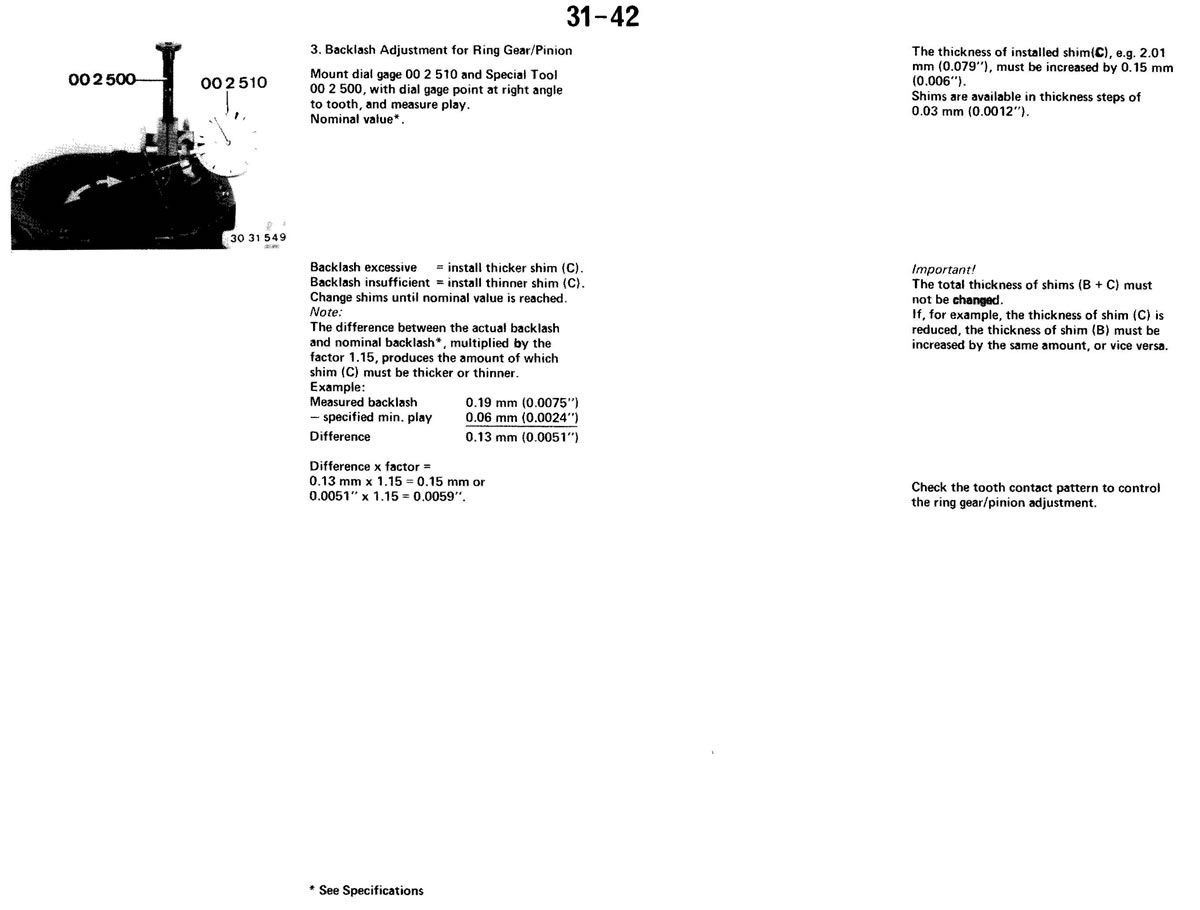 31-42
00 2 500
00 2 510
30 31 549
3. Backlash Adjustment for Ring Gear/Pinion
Mount dial gage 00 2 510 and Special Tool
00 2 500, with dial gage point at right angle
to tooth, and measure play.
Nominal value*.
Backlash excessive = install thicker shim (C).
Backlash insufficient = install thinner shim (C).
Change shims until nominal value is reached.
Note:
The difference between the actual backlash
and nominal backlash*, multiplied by the
factor 1.15, produces the amount of which
shim (C) must be thicker or thinner.
Example:
Measured backlash 0.19 mm (0.0075")
— specified min. play 0.06 mm (0.0024")
Difference 0.13 mm (0.0051")
Difference x factor =
0.13 mm x 1.15 = 0.15 mm or
0.0051" x 1.15 = 0.0059".
The thickness of installed shim(C), e.g. 2.01
mm (0.079"), must be increased by 0.15 mm
(0.006").
Shims are available in thickness steps of
0.03 mm (0.0012").
Important!
The total thickness of shims (B + C) must
not be changed.
If, for example, the thickness of shim (C) is
reduced, the thickness of shim (B) must be
increased by the same amount, or vice versa.
Check the tooth contact pattern to control
the ring gear/pinion adjustment.
* See Specifications